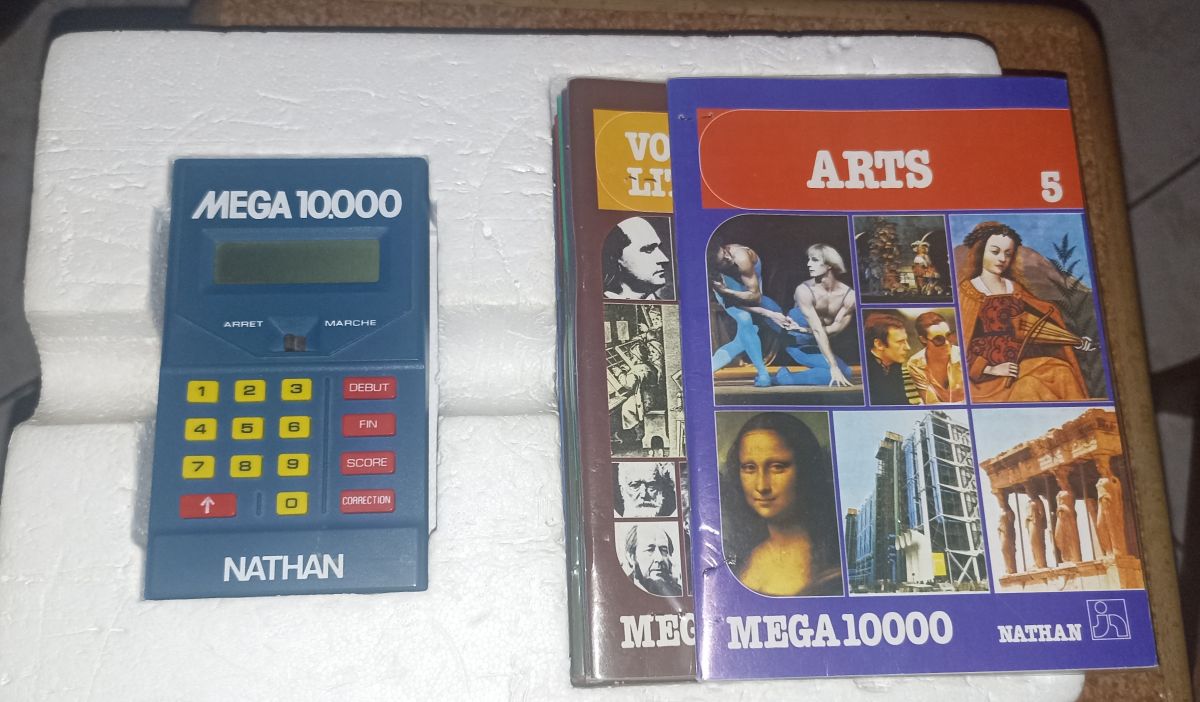 MEGA 10.000
ARRET MARCHE
1 2 3 DEBUT
4 5 6 FIN
7 8 9 SCORE
↑ 0 CORRECTION
NATHAN
VO
LIT
MEG
ARTS
5
MEGA 10000
NATHAN